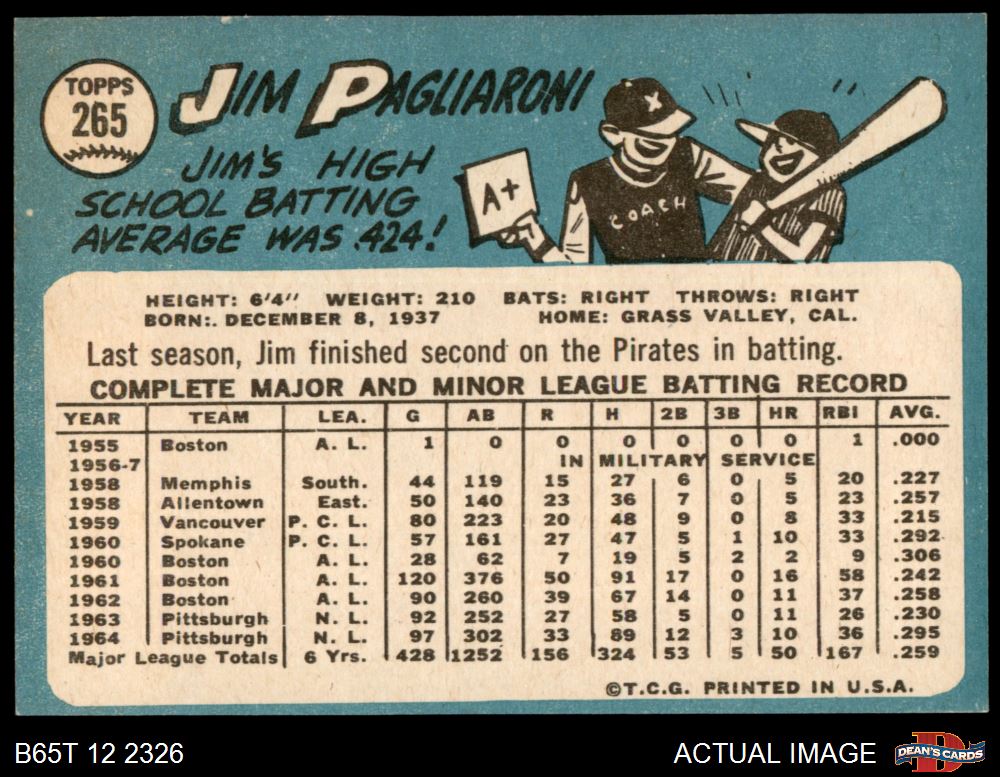 TOPPS
265
JIM PAGLIARONI
JIM'S HIGH
SCHOOL BATTING
AVERAGE WAS .424!
A+
COACH
HEIGHT: 6'4" WEIGHT: 210 BATS: RIGHT THROWS: RIGHT
BORN:. DECEMBER 8, 1937 HOME: GRASS VALLEY, CAL.
Last season, Jim finished second on the Pirates in batting.
COMPLETE MAJOR AND MINOR LEAGUE BATTING RECORD
YEAR TEAM LEA. G AB R H 2B 3B HR RBI AVG.
1955 Boston A. L. 1 0 0 0 0 0 0 1 .000
1956-7 IN MILITARY SERVICE
1958 Memphis South. 44 119 15 27 6 0 5 20 .227
1958 Allentown East. 50 140 23 36 7 0 5 23 .257
1959 Vancouver P. C. L. 80 223 20 48 9 0 8 33 .215
1960 Spokane P. C. L. 57 161 27 47 5 1 10 33 .292
1960 Boston A. L. 28 62 7 19 5 2 2 9 .306
1961 Boston A. L. 120 376 50 91 17 0 16 58 .242
1962 Boston A. L. 90 260 39 67 14 0 11 37 .258
1963 Pittsburgh N. L. 92 252 27 58 5 0 11 26 .230
1964 Pittsburgh N. L. 97 302 33 89 12 3 10 36 .295
Major League Totals 6 Yrs. 428 1252 156 324 53 5 50 167 .259
©T.C.G. PRINTED IN U.S.A.
B65T 12 2326 ACTUAL IMAGE
D
DEAN'S CARDS